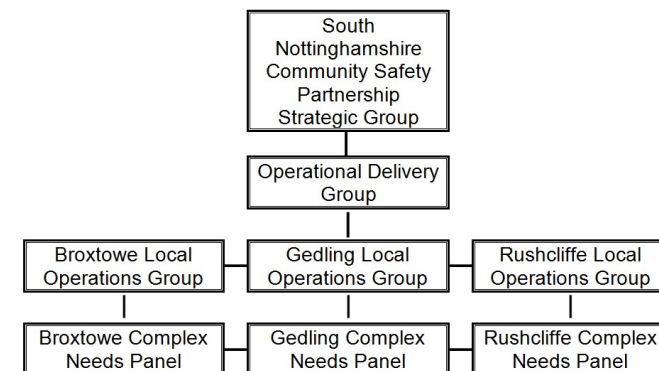 South
Nottinghamshire
Community Safety
Partnership
Strategic Group
Operational Delivery
Group
Broxtowe Local
Operations Group
Gedling Local
Operations Group
Rushcliffe Local
Operations Group
Broxtowe Complex
Needs Panel
Gedling Complex
Needs Panel
Rushcliffe Complex
Needs Panel